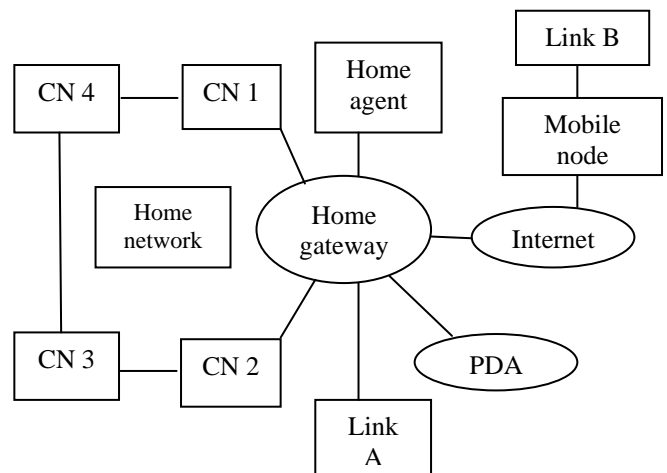 Link B
Home
agent
CN 4
CN 1
Mobile
node
Home
network
Home
gateway
Internet
CN 3
CN 2
PDA
Link
A